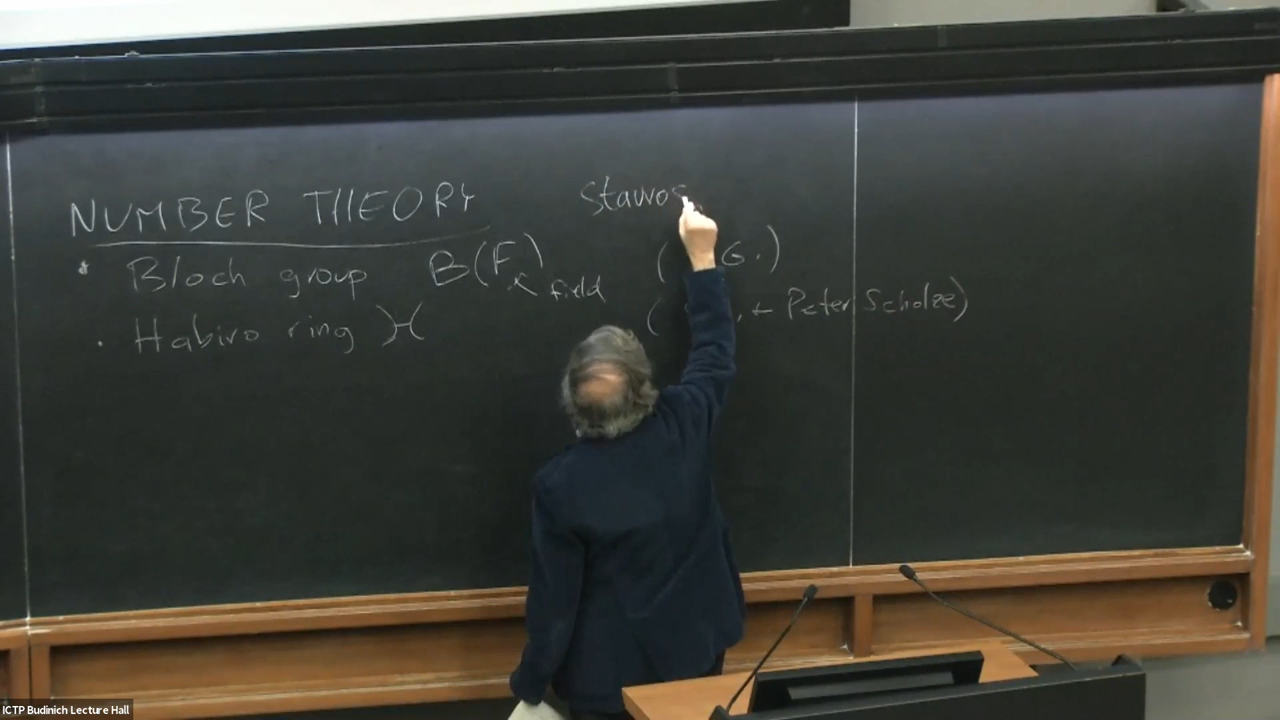 NUMBER THEORY Stavros
· Bloch group B(F) ↖ field ( G.)
· Habiro ring H ( , ← Peter Scholze)
ICTP Budinich Lecture Hall